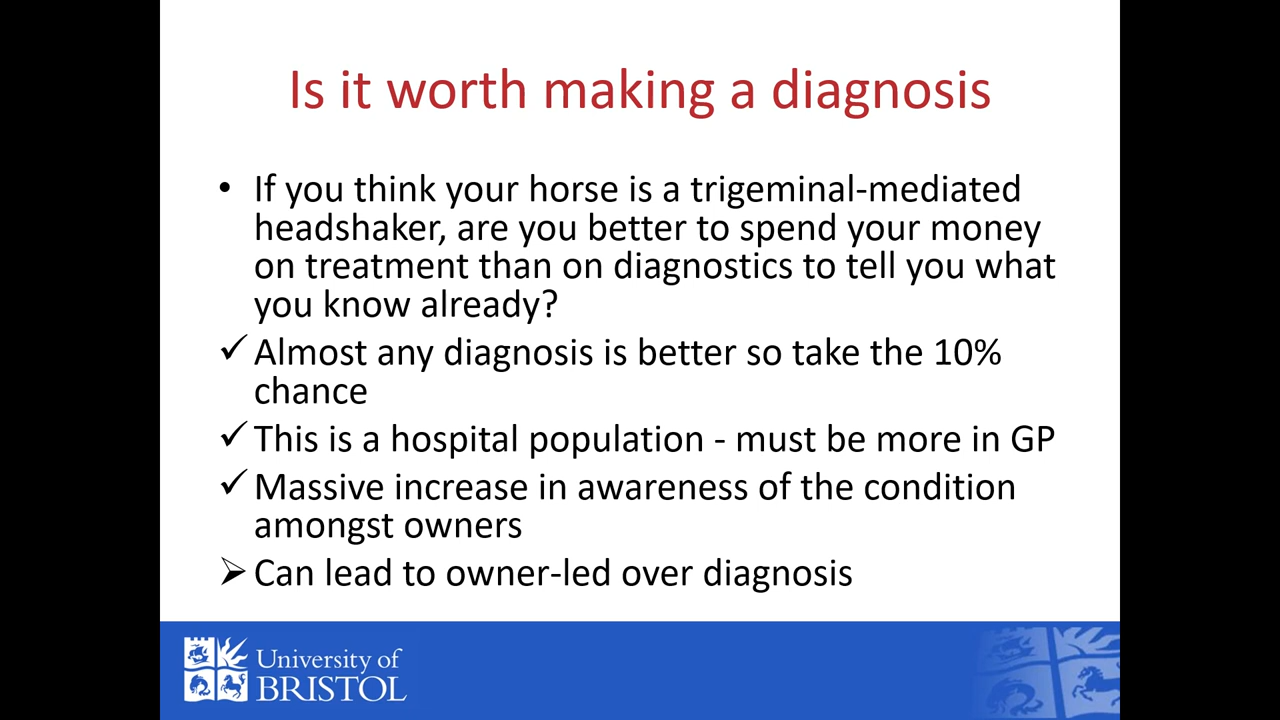 Is it worth making a diagnosis
• If you think your horse is a trigeminal-mediated
headshaker, are you better to spend your money
on treatment than on diagnostics to tell you what
you know already?
✓ Almost any diagnosis is better so take the 10%
chance
✓ This is a hospital population - must be more in GP
✓ Massive increase in awareness of the condition
amongst owners
➢ Can lead to owner-led over diagnosis
University of
BRISTOL